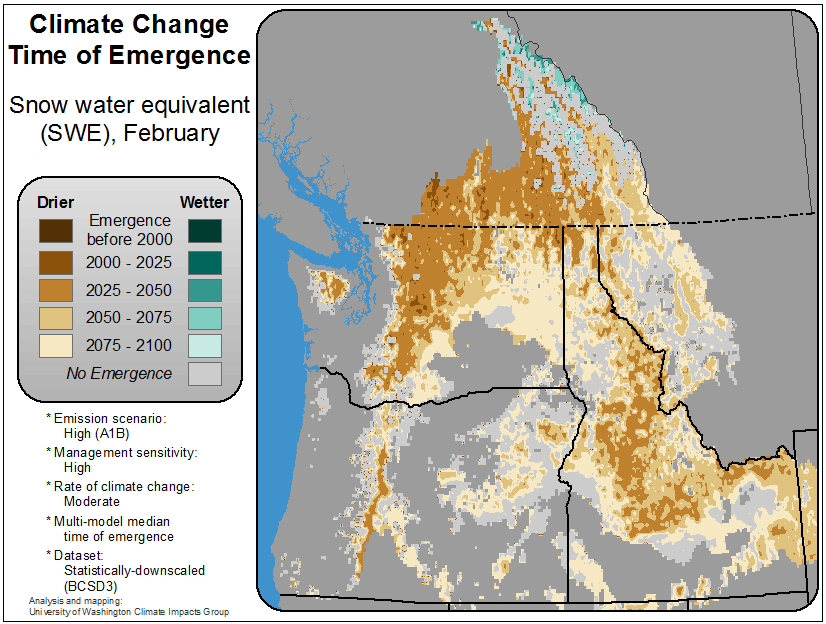 Climate Change
Time of Emergence
Snow water equivalent
(SWE), February
Drier
Wetter
Emergence
before 2000
2000 - 2025
2025 - 2050
2050 - 2075
2075 - 2100
No Emergence
* Emission scenario:
High (A1B)
* Management sensitivity:
High
* Rate of climate change:
Moderate
* Multi-model median
time of emergence
* Dataset:
Statistically-downscaled
(BCSD3)
Analysis and mapping:
University of Washington Climate Impacts Group